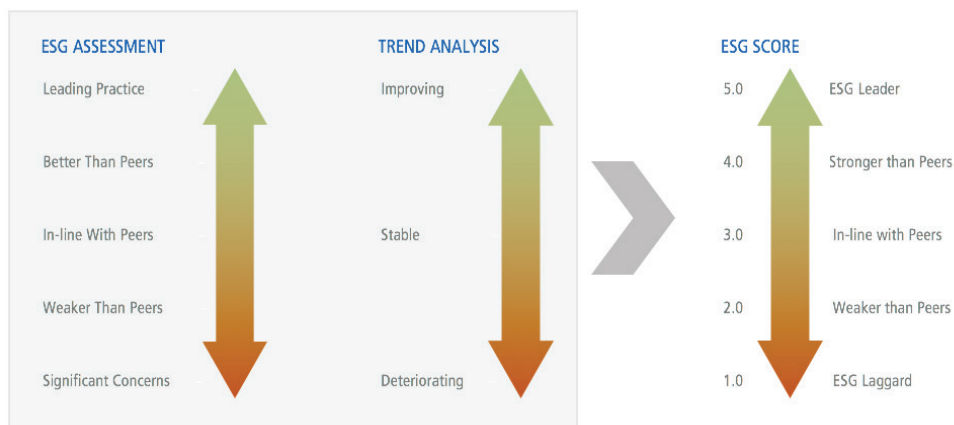 ESG ASSESSMENT
Leading Practice
Better Than Peers
In-line With Peers
Weaker Than Peers
Significant Concerns
TREND ANALYSIS
Improving
Stable
Deteriorating
ESG SCORE
5.0 ESG Leader
4.0 Stronger than Peers
3.0 In-line with Peers
2.0 Weaker than Peers
1.0 ESG Laggard